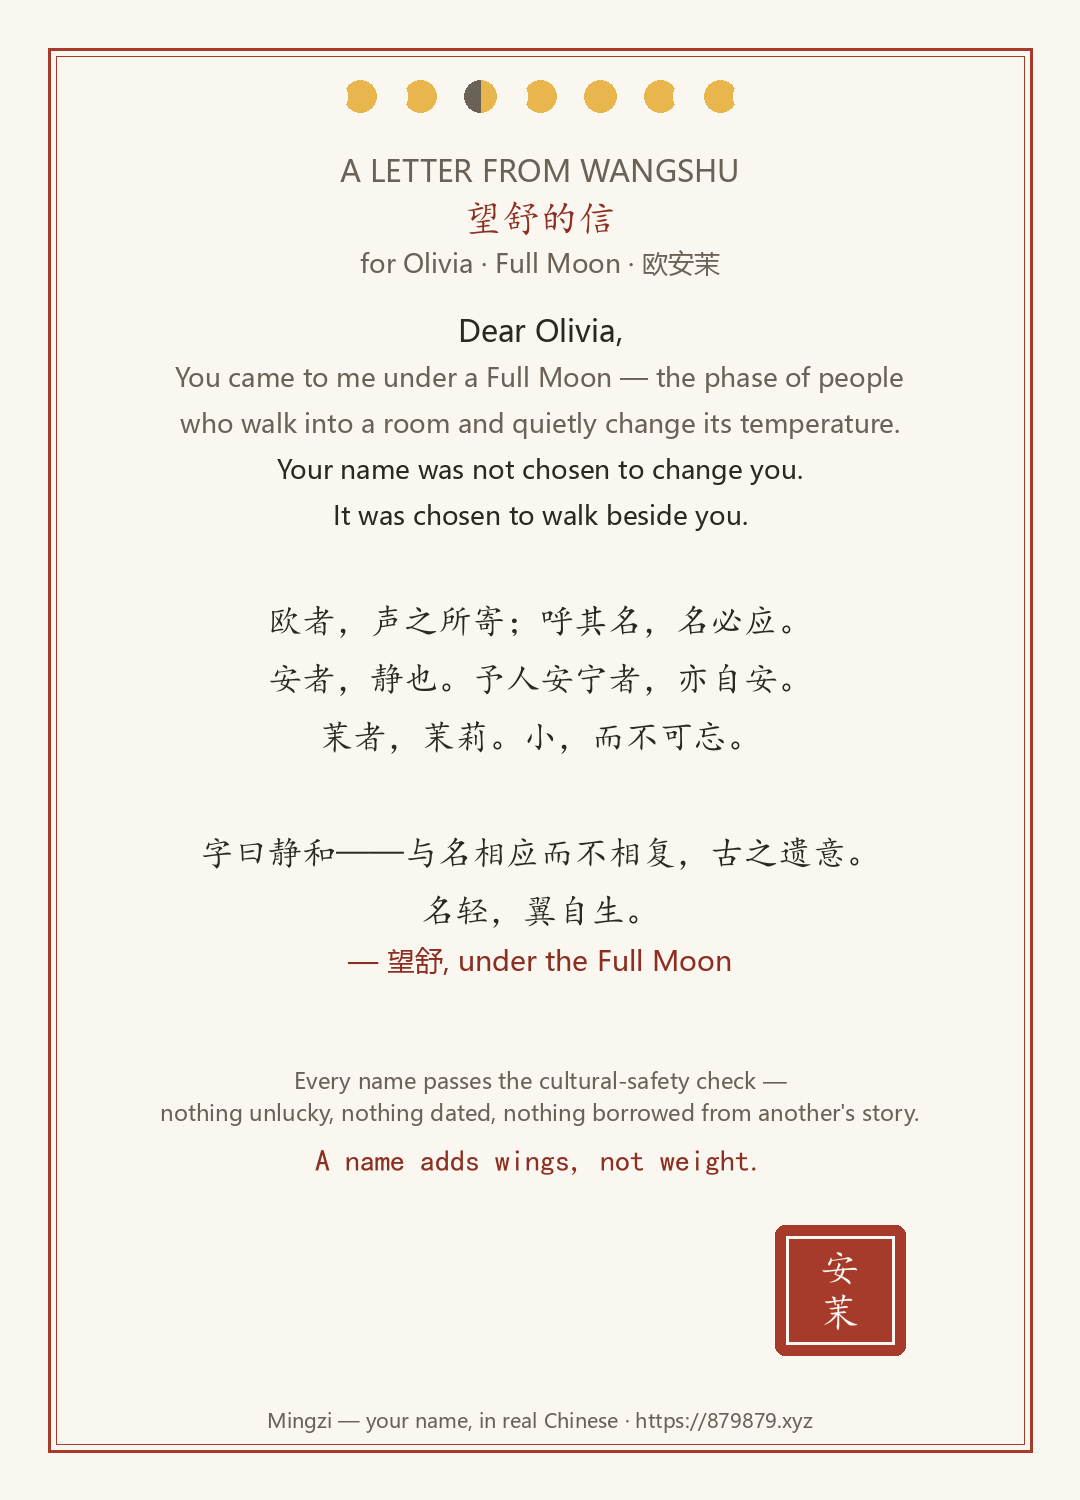 A LETTER FROM WANGSHU
望舒的信
for Olivia · Full Moon · 欧安茉
Dear Olivia,
You came to me under a Full Moon — the phase of people
who walk into a room and quietly change its temperature.
Your name was not chosen to change you.
It was chosen to walk beside you.
欧者，声之所寄；呼其名，名必应。
安者，静也。予人安宁者，亦自安。
茉者，茉莉。小，而不可忘。
字曰静和——与名相应而不相复，古之遗意。
名轻，翼自生。
— 望舒, under the Full Moon
Every name passes the cultural-safety check —
nothing unlucky, nothing dated, nothing borrowed from another's story.
A name adds wings, not weight.
安
茉
Mingzi — your name, in real Chinese · https://879879.xyz